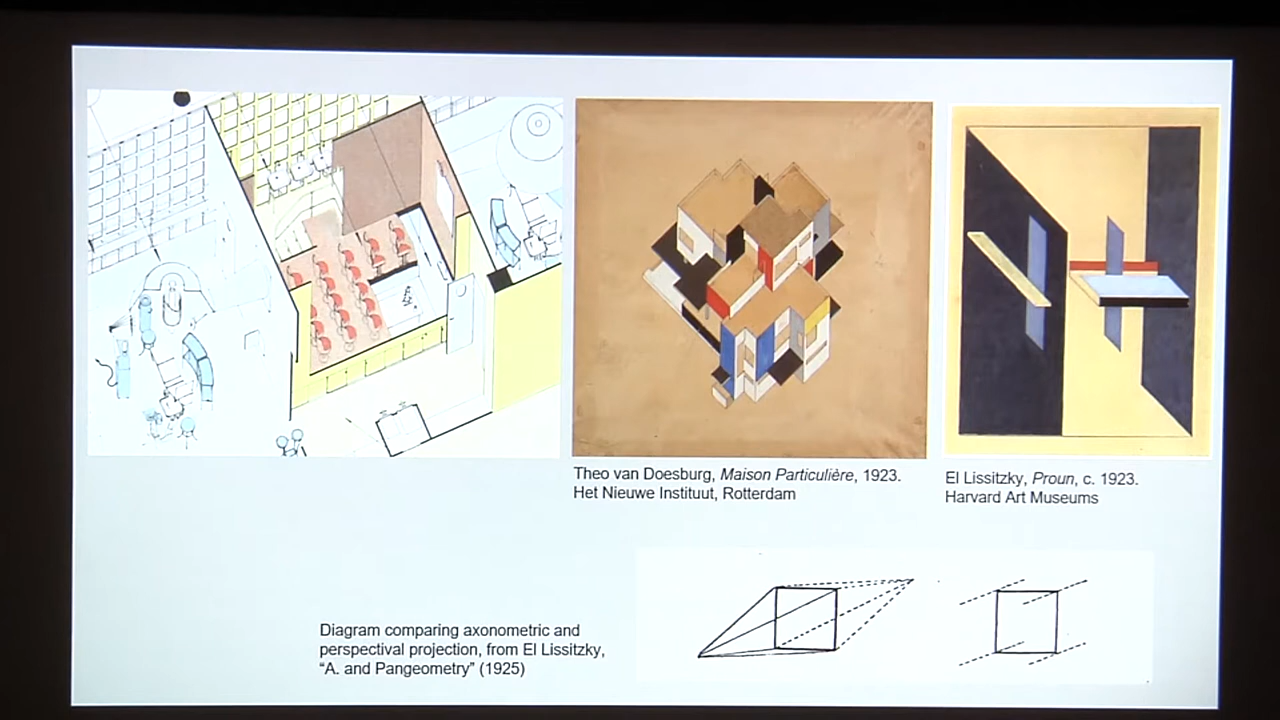 Theo van Doesburg, Maison Particulière, 1923.
Het Nieuwe Instituut, Rotterdam
El Lissitzky, Proun, c. 1923.
Harvard Art Museums
Diagram comparing axonometric and
perspectival projection, from El Lissitzky,
“A. and Pangeometry” (1925)